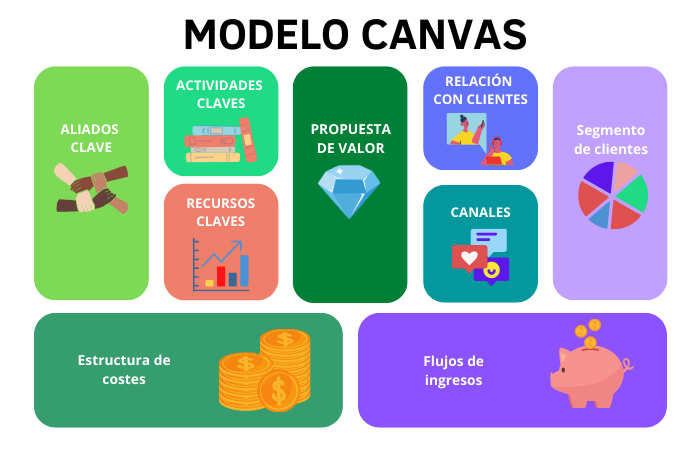 MODELO CANVAS
ALIADOS
CLAVE
ACTIVIDADES
CLAVES
RECURSOS
CLAVES
PROPUESTA
DE VALOR
RELACIÓN
CON CLIENTES
CANALES
Segmento
de clientes
Estructura de
costes
Flujos de
ingresos